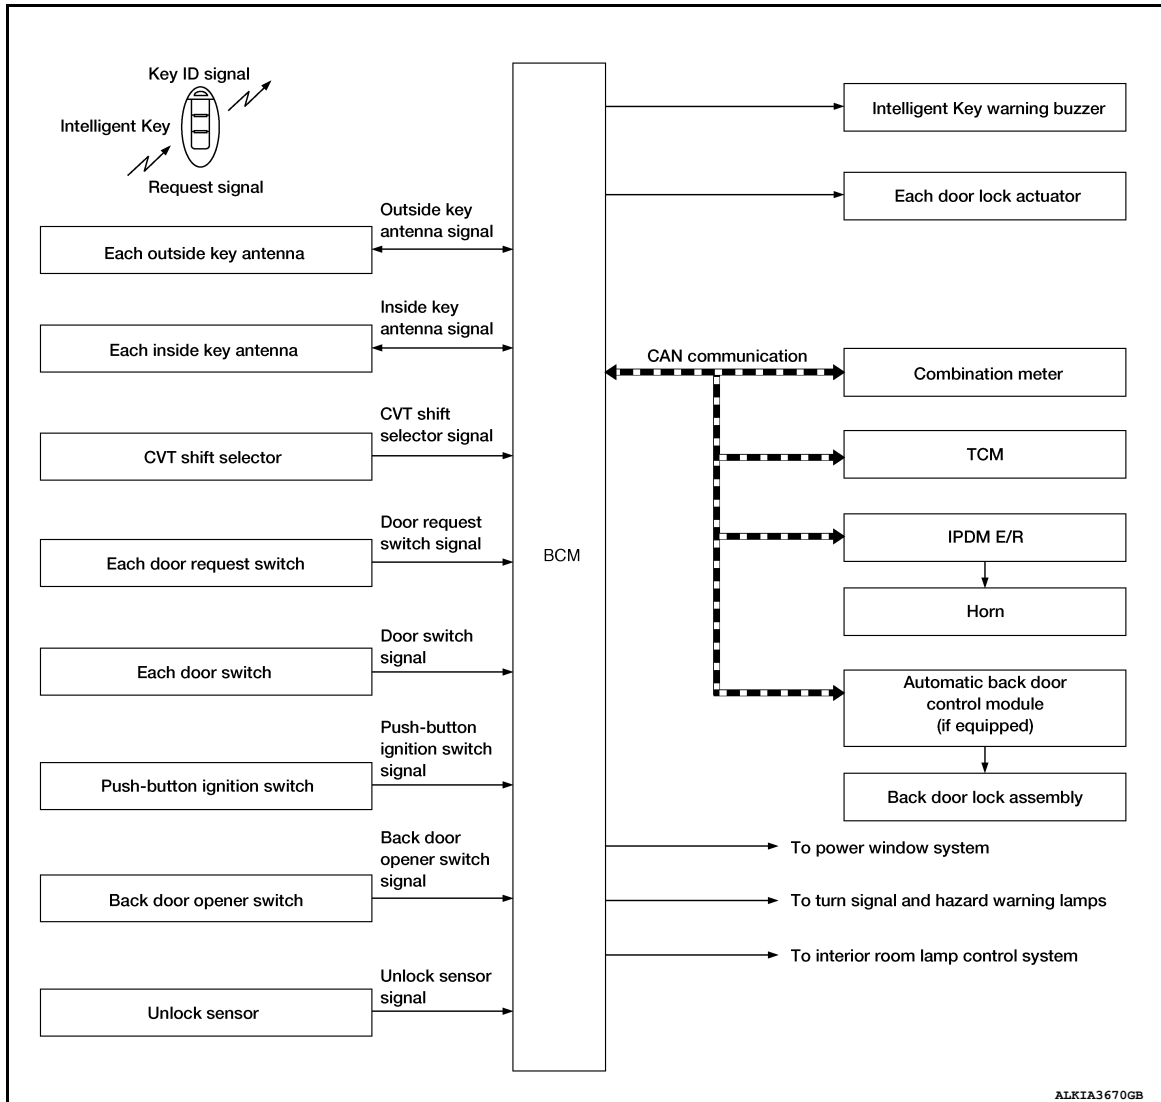 Key ID signal
Intelligent Key
Request signal
Outside key
antenna signal
Each outside key antenna
Inside key
antenna signal
Each inside key antenna
CVT shift
selector signal
CVT shift selector
Door request
switch signal
Each door request switch
Door switch
signal
Each door switch
Push-button
ignition switch
signal
Push-button ignition switch
Back door
opener switch
signal
Back door opener switch
Unlock sensor
signal
Unlock sensor
BCM
Intelligent Key warning buzzer
Each door lock actuator
CAN communication
Combination meter
TCM
IPDM E/R
Horn
Automatic back door
control module
(if equipped)
Back door lock assembly
To power window system
To turn signal and hazard warning lamps
To interior room lamp control system
ALKIA3670GB